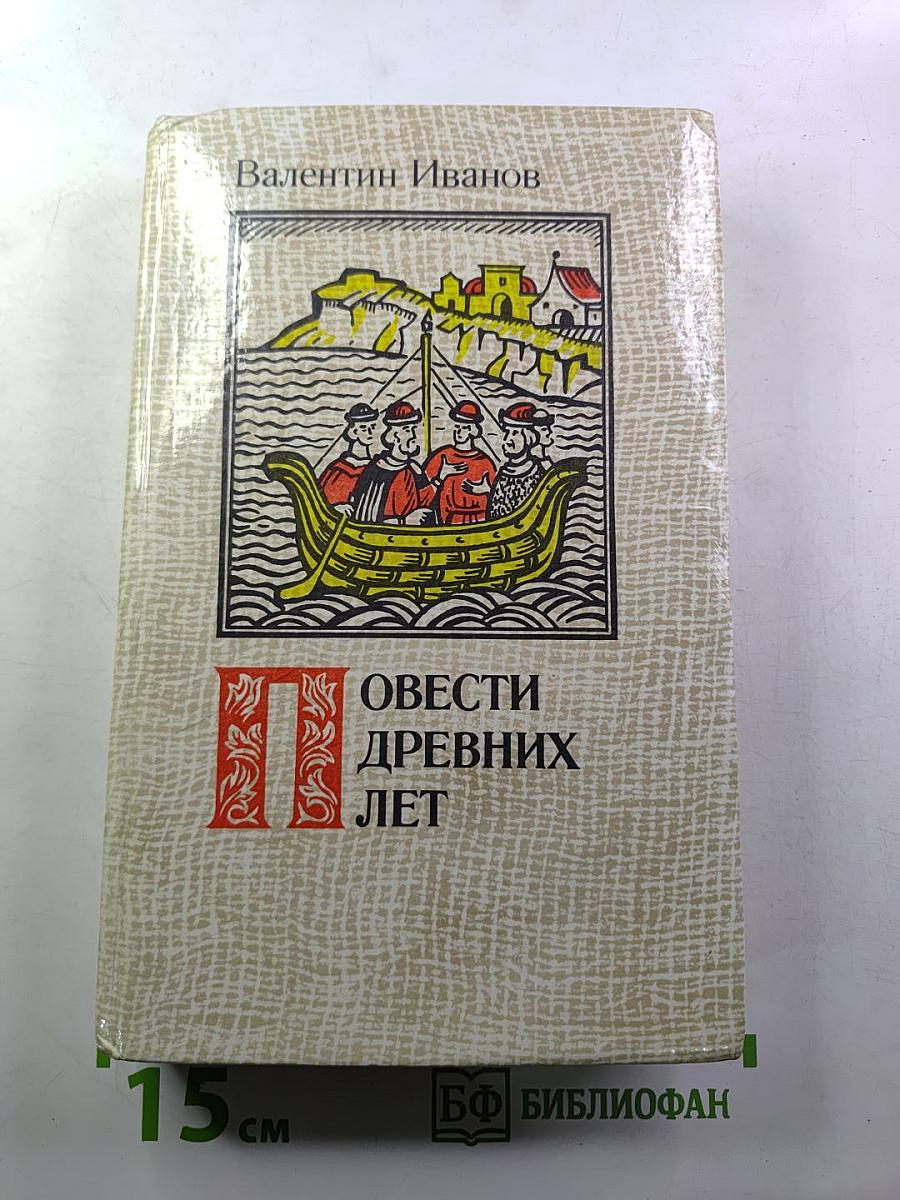 Валентин Иванов
ПОВЕСТИ
ДРЕВНИХ
ЛЕТ
15 см
БФ БИБЛИОФАН